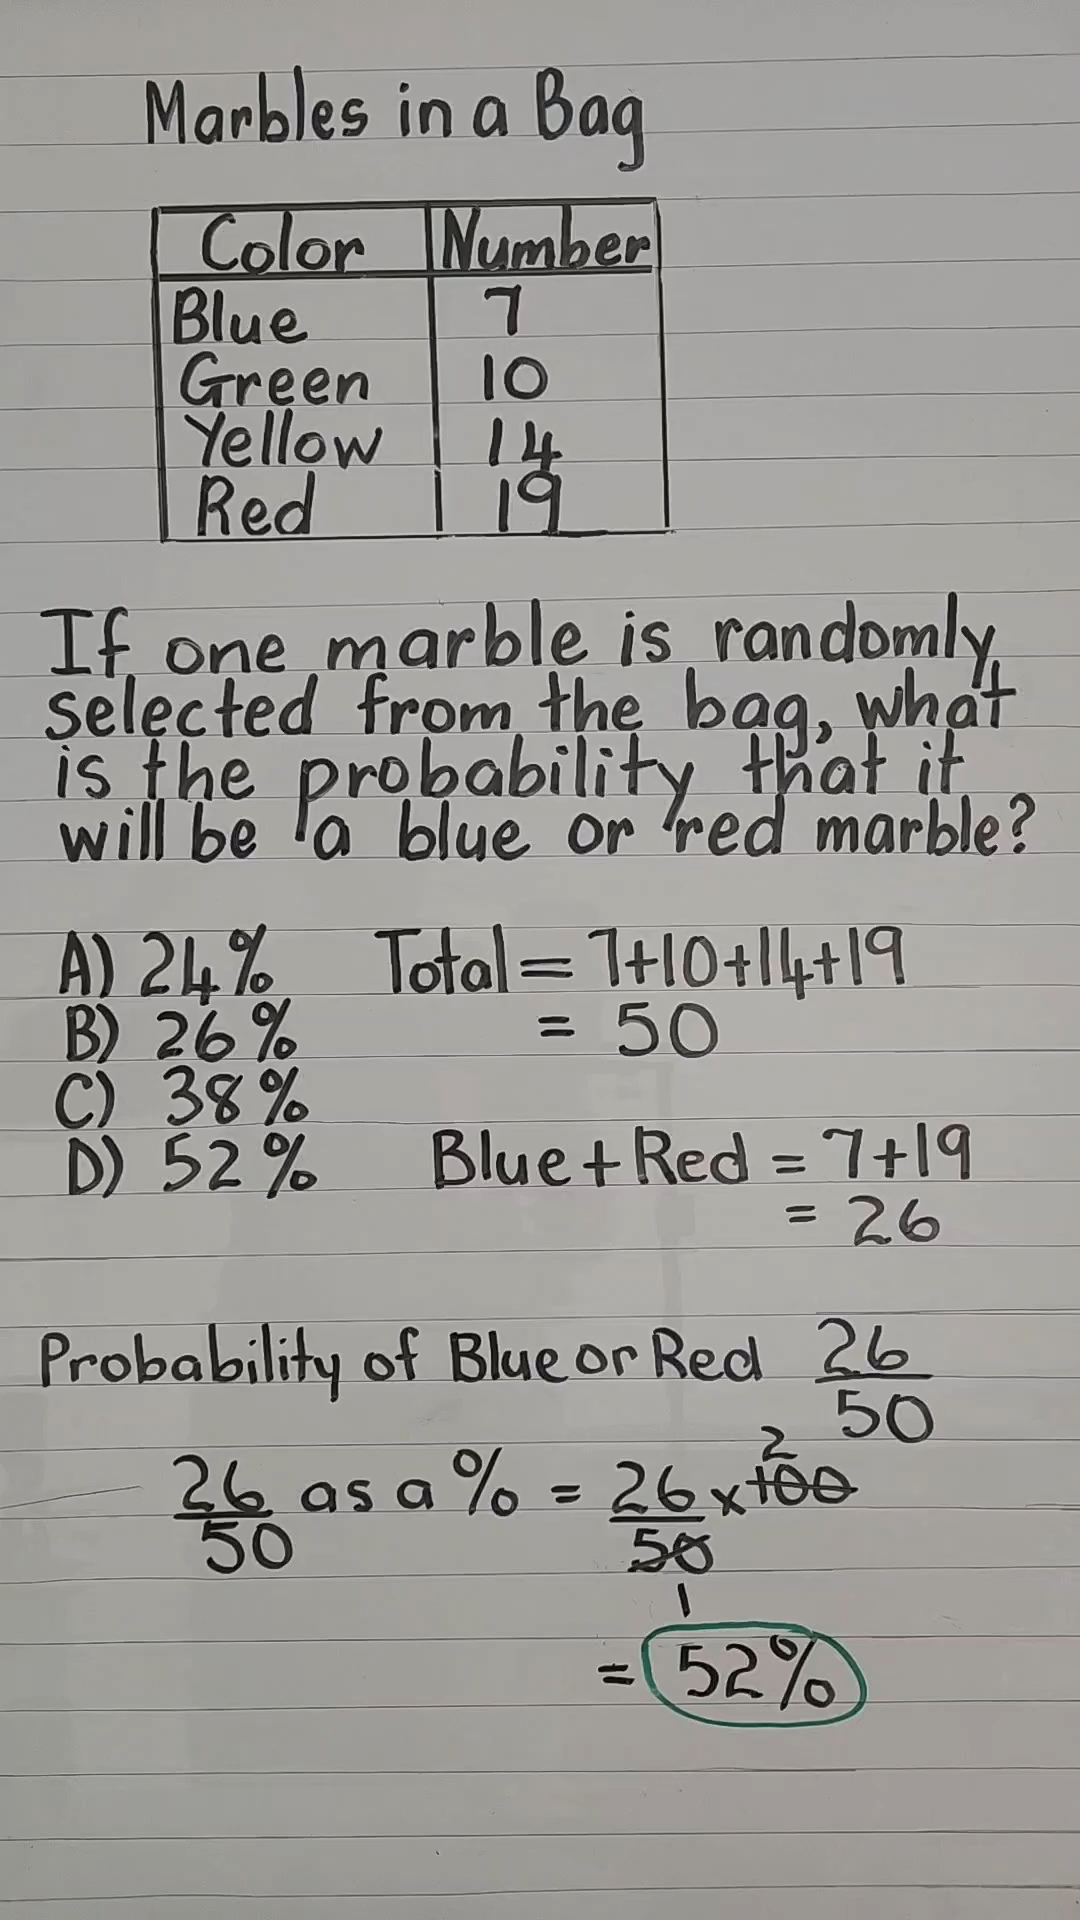 Marbles in a Bag
Color Number
Blue 7
Green 10
Yellow 14
Red 19
If one marble is randomly
selected from the bag, what
is the probability that it
will be a blue or red marble?
A) 24% Total = 7+10+14+19
B) 26% = 50
C) 38%
D) 52% Blue + Red = 7+19
= 26
Probability of Blue or Red 26/50
26/50 as a % = 26/50 x 100
2
1
= 52%